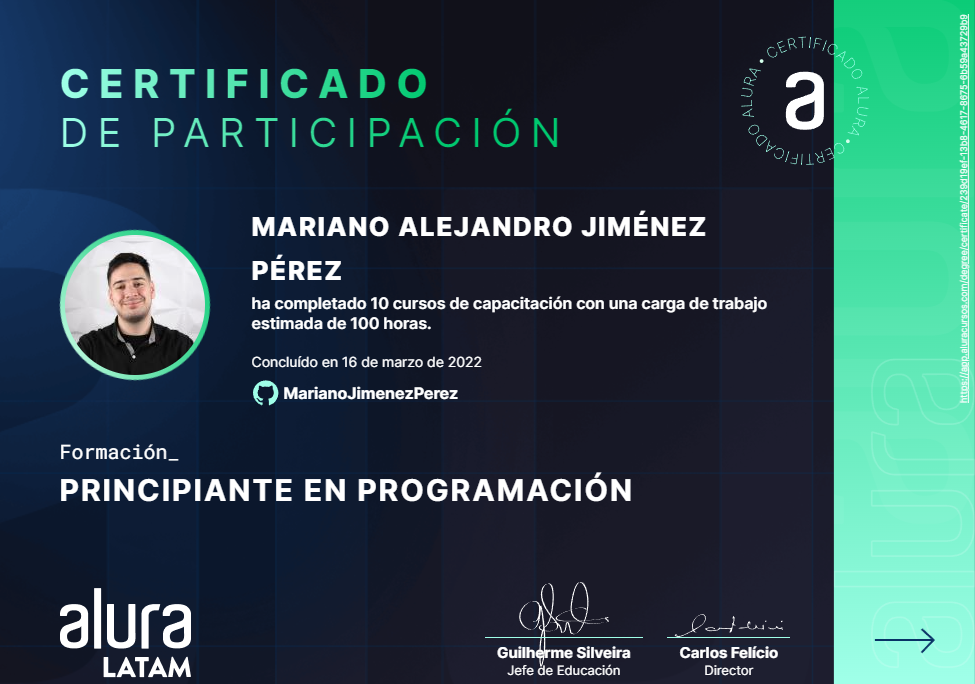 CERTIFICADO
DE PARTICIPACIÓN
CERTIFICADO ALURA • CERTIFICADO ALURA •
a
MARIANO ALEJANDRO JIMÉNEZ
PÉREZ
ha completado 10 cursos de capacitación con una carga de trabajo
estimada de 100 horas.
Concluído en 16 de marzo de 2022
MarianoJimenezPerez
Formación_
PRINCIPIANTE EN PROGRAMACIÓN
alura
LATAM
Guilherme Silveira
Jefe de Educación
Carlos Felício
Director
alura
https://app.aluracursos.com/degree/certificate/239d19ef-13b8-4617-8675-6b59a43729b9